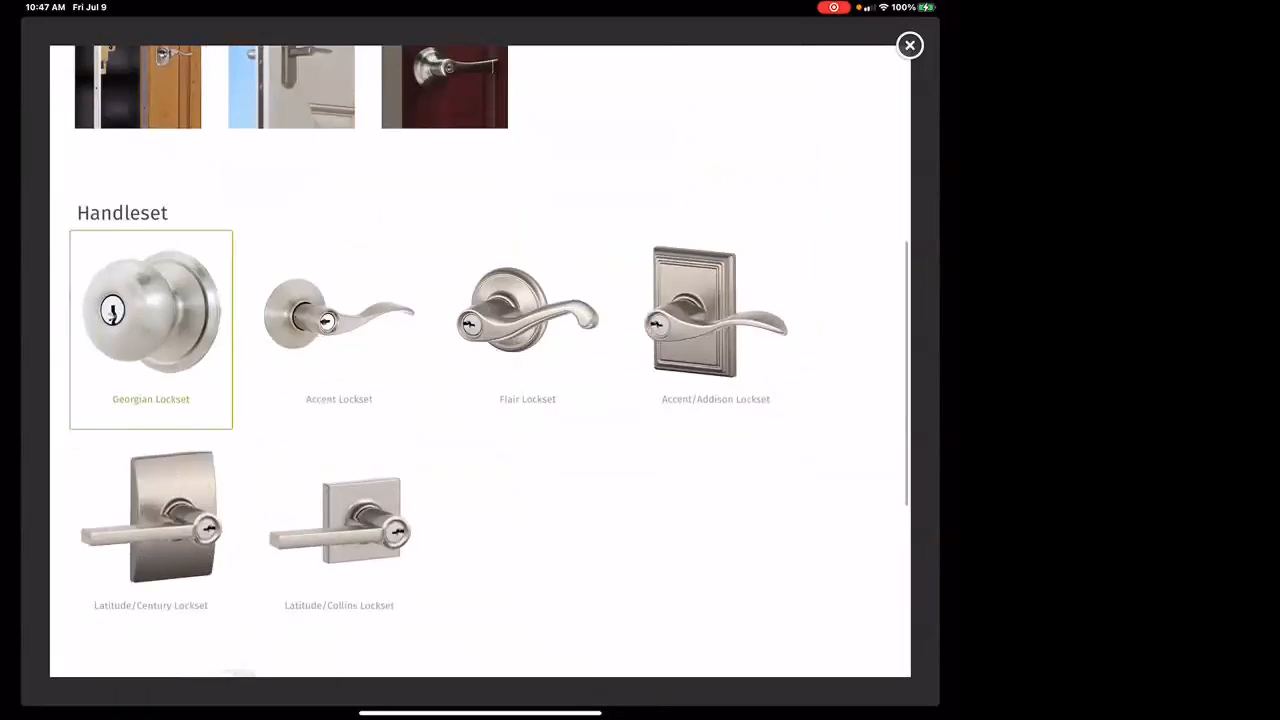 10:47 AM Fri Jul 9 100%
Handleset
Georgian Lockset
Accent Lockset
Flair Lockset
Accent/Addison Lockset
Latitude/Century Lockset
Latitude/Collins Lockset